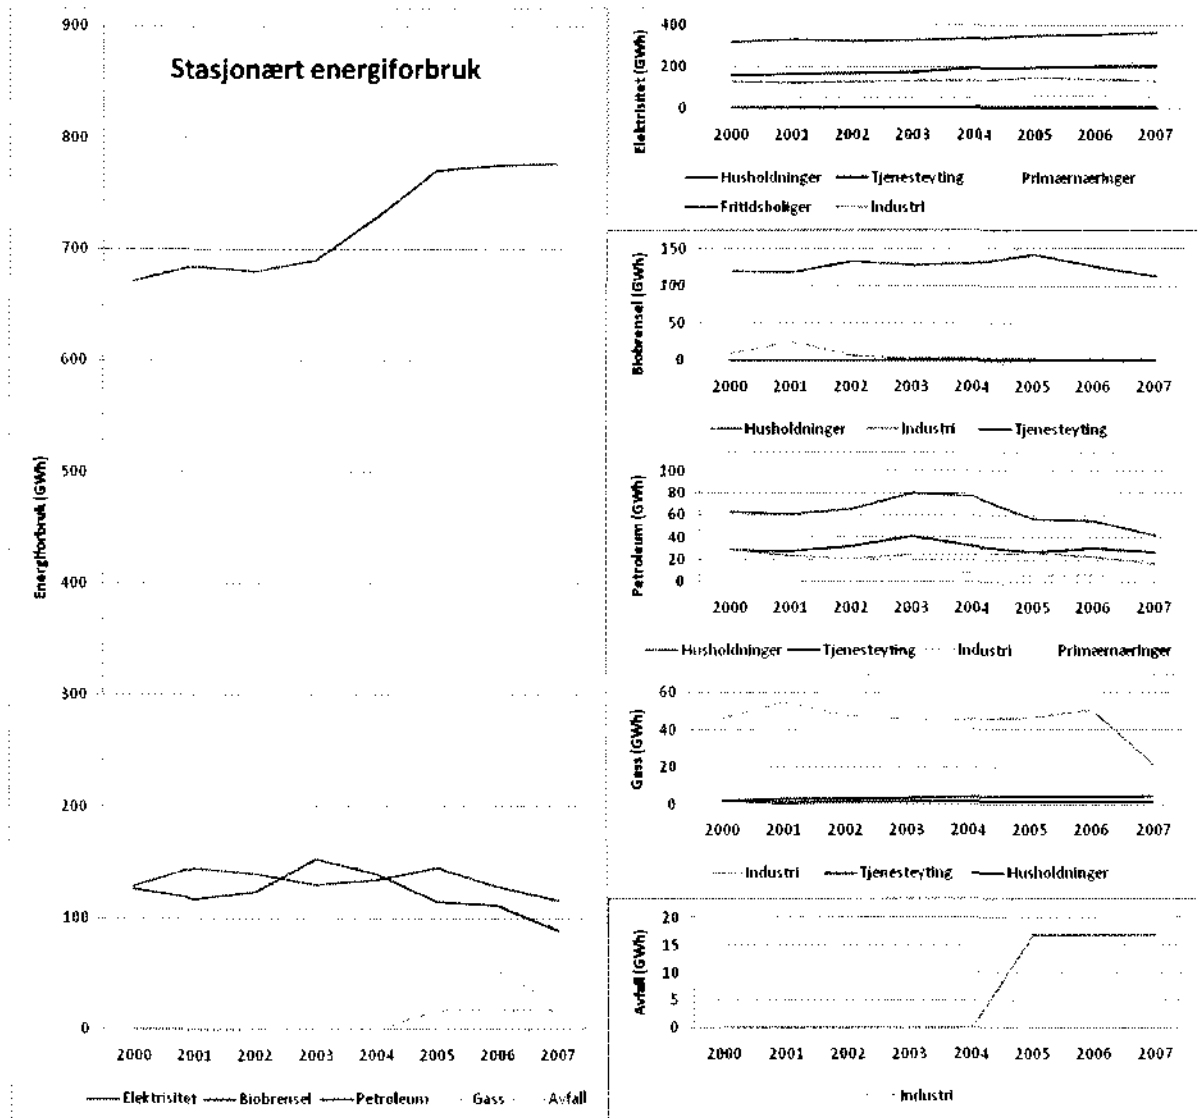 Stasjonært energiforbruk
Energiforbruk (GWh)
900
800
700
600
500
400
300
200
100
0
2000 2001 2002 2003 2004 2005 2006 2007
Elektrisitet Biobrensel Petroleum Gass Avfall
Elektrisitet (GWh)
400
200
0
2000 2001 2002 2003 2004 2005 2006 2007
Husholdninger Tjenesteyting Primærnæringer
Fritidsboliger Industri
Biobrensel (GWh)
150
100
50
0
2000 2001 2002 2003 2004 2005 2006 2007
Husholdninger Industri Tjenesteyting
Petroleum (GWh)
100
80
60
40
20
0
2000 2001 2002 2003 2004 2005 2006 2007
Husholdninger Tjenesteyting Industri Primærnæringer
Gass (GWh)
60
40
20
0
2000 2001 2002 2003 2004 2005 2006 2007
Industri Tjenesteyting Husholdninger
Avfall (GWh)
20
15
10
5
0
2000 2001 2002 2003 2004 2005 2006 2007
Industri